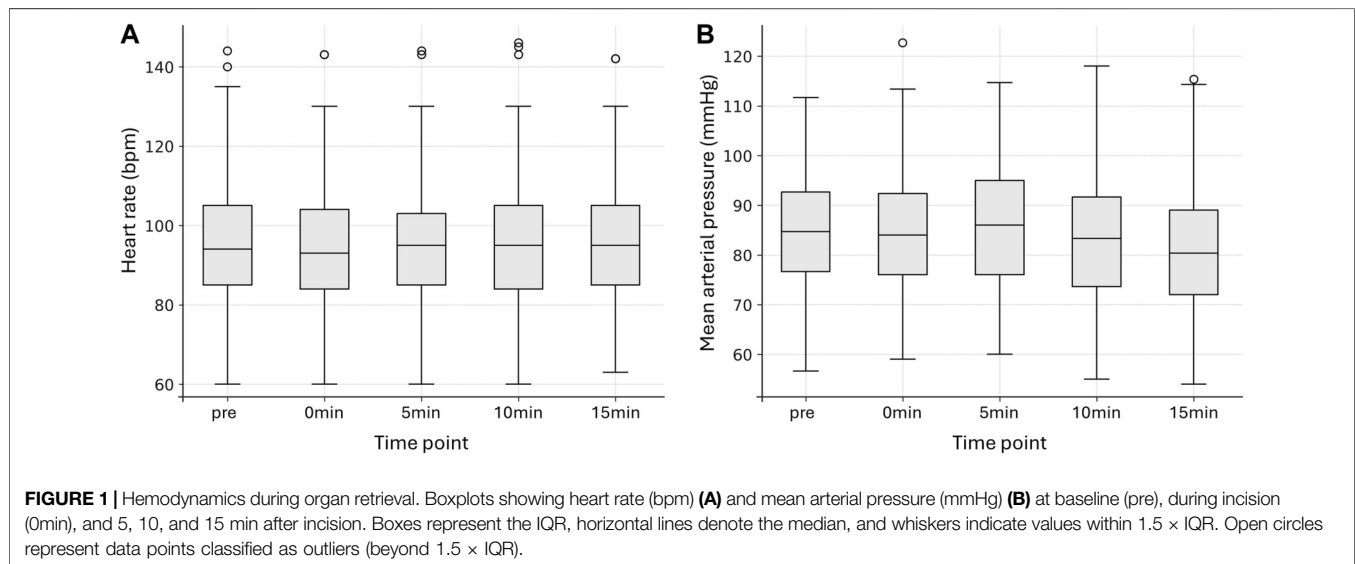 A
B
Heart rate (bpm)
140
120
100
80
60
pre
0min
5min
10min
15min
Time point
Mean arterial pressure (mmHg)
120
110
100
90
80
70
60
pre
0min
5min
10min
15min
Time point
FIGURE 1 | Hemodynamics during organ retrieval. Boxplots showing heart rate (bpm) (A) and mean arterial pressure (mmHg) (B) at baseline (pre), during incision
(0min), and 5, 10, and 15 min after incision. Boxes represent the IQR, horizontal lines denote the median, and whiskers indicate values within 1.5 × IQR. Open circles
represent data points classified as outliers (beyond 1.5 × IQR).